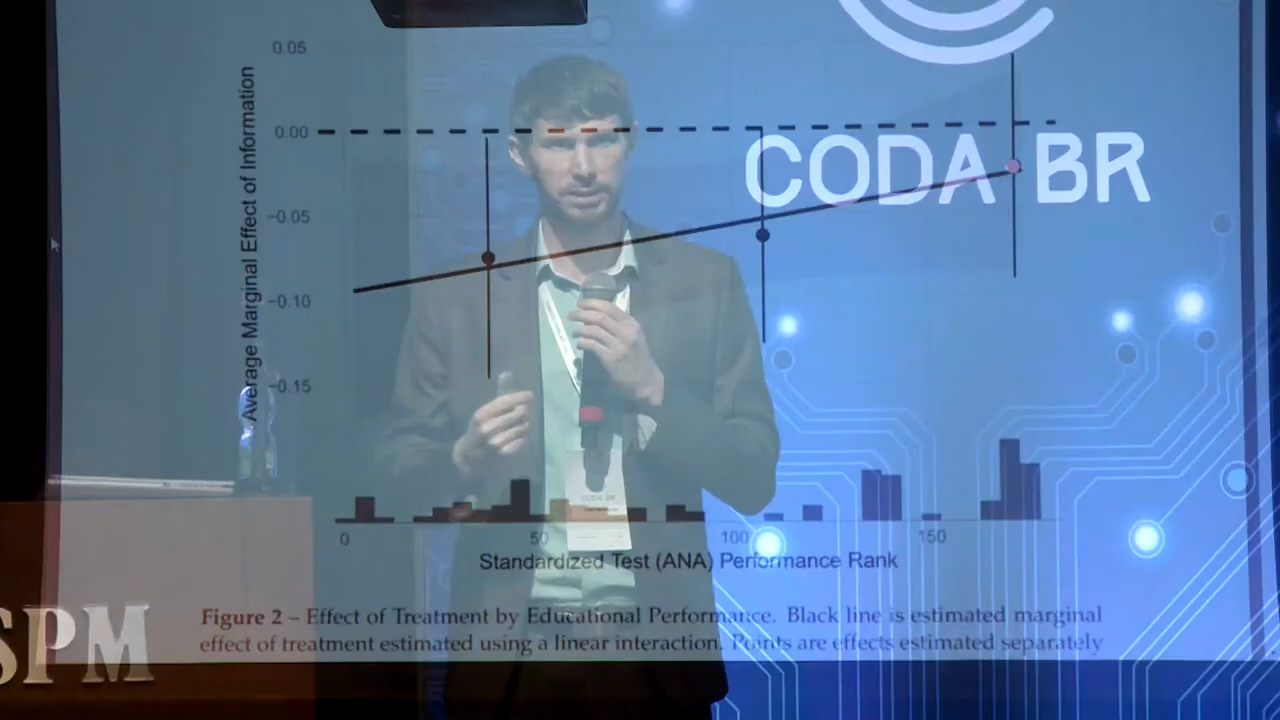 0.05
CODA BR
0.00
−0.05
−0.10
−0.15
Average Marginal Effect of Information
CODA BR
0
50
100
150
Standardized Test (ANA) Performance Rank
Figure 2 – Effect of Treatment by Educational Performance. Black line is estimated marginal
effect of treatment estimated using a linear interaction. Points are effects estimated separately
SPM